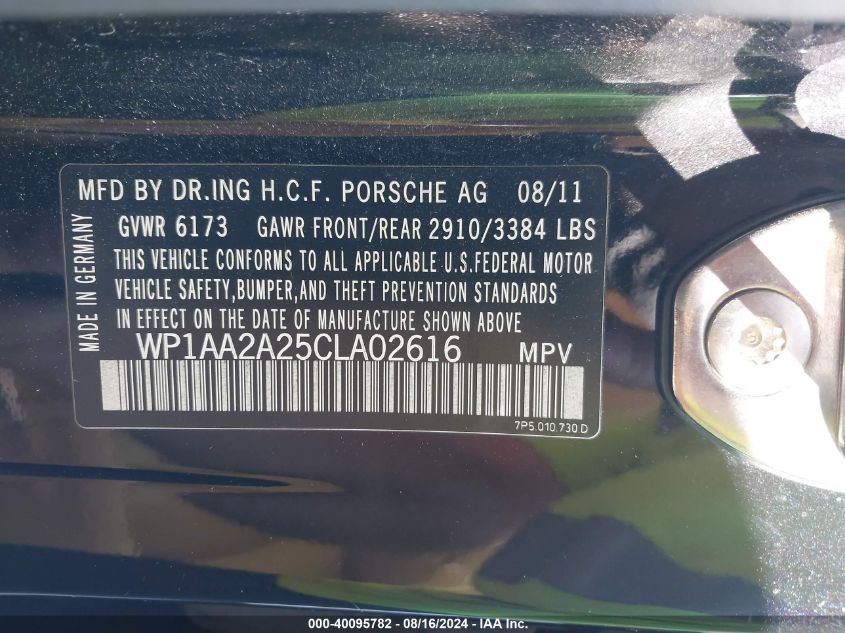 MFD BY DR.ING H.C.F. PORSCHE AG 08/11
GVWR 6173 GAWR FRONT/REAR 2910/3384 LBS
THIS VEHICLE CONFORMS TO ALL APPLICABLE U.S.FEDERAL MOTOR
VEHICLE SAFETY,BUMPER,AND THEFT PREVENTION STANDARDS
IN EFFECT ON THE DATE OF MANUFACTURE SHOWN ABOVE
WP1AA2A25CLA02616 MPV
7P5.010.730 D
MADE IN GERMANY
000-40095782 - 08/16/2024 - IAA Inc.